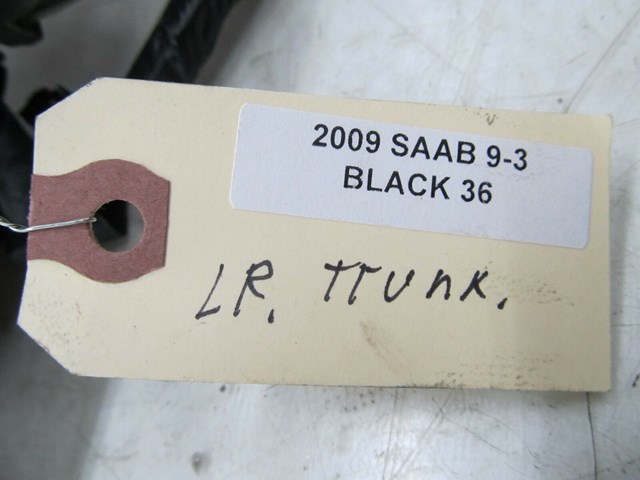 2009 SAAB 9-3
BLACK 36
LR. Trunk.